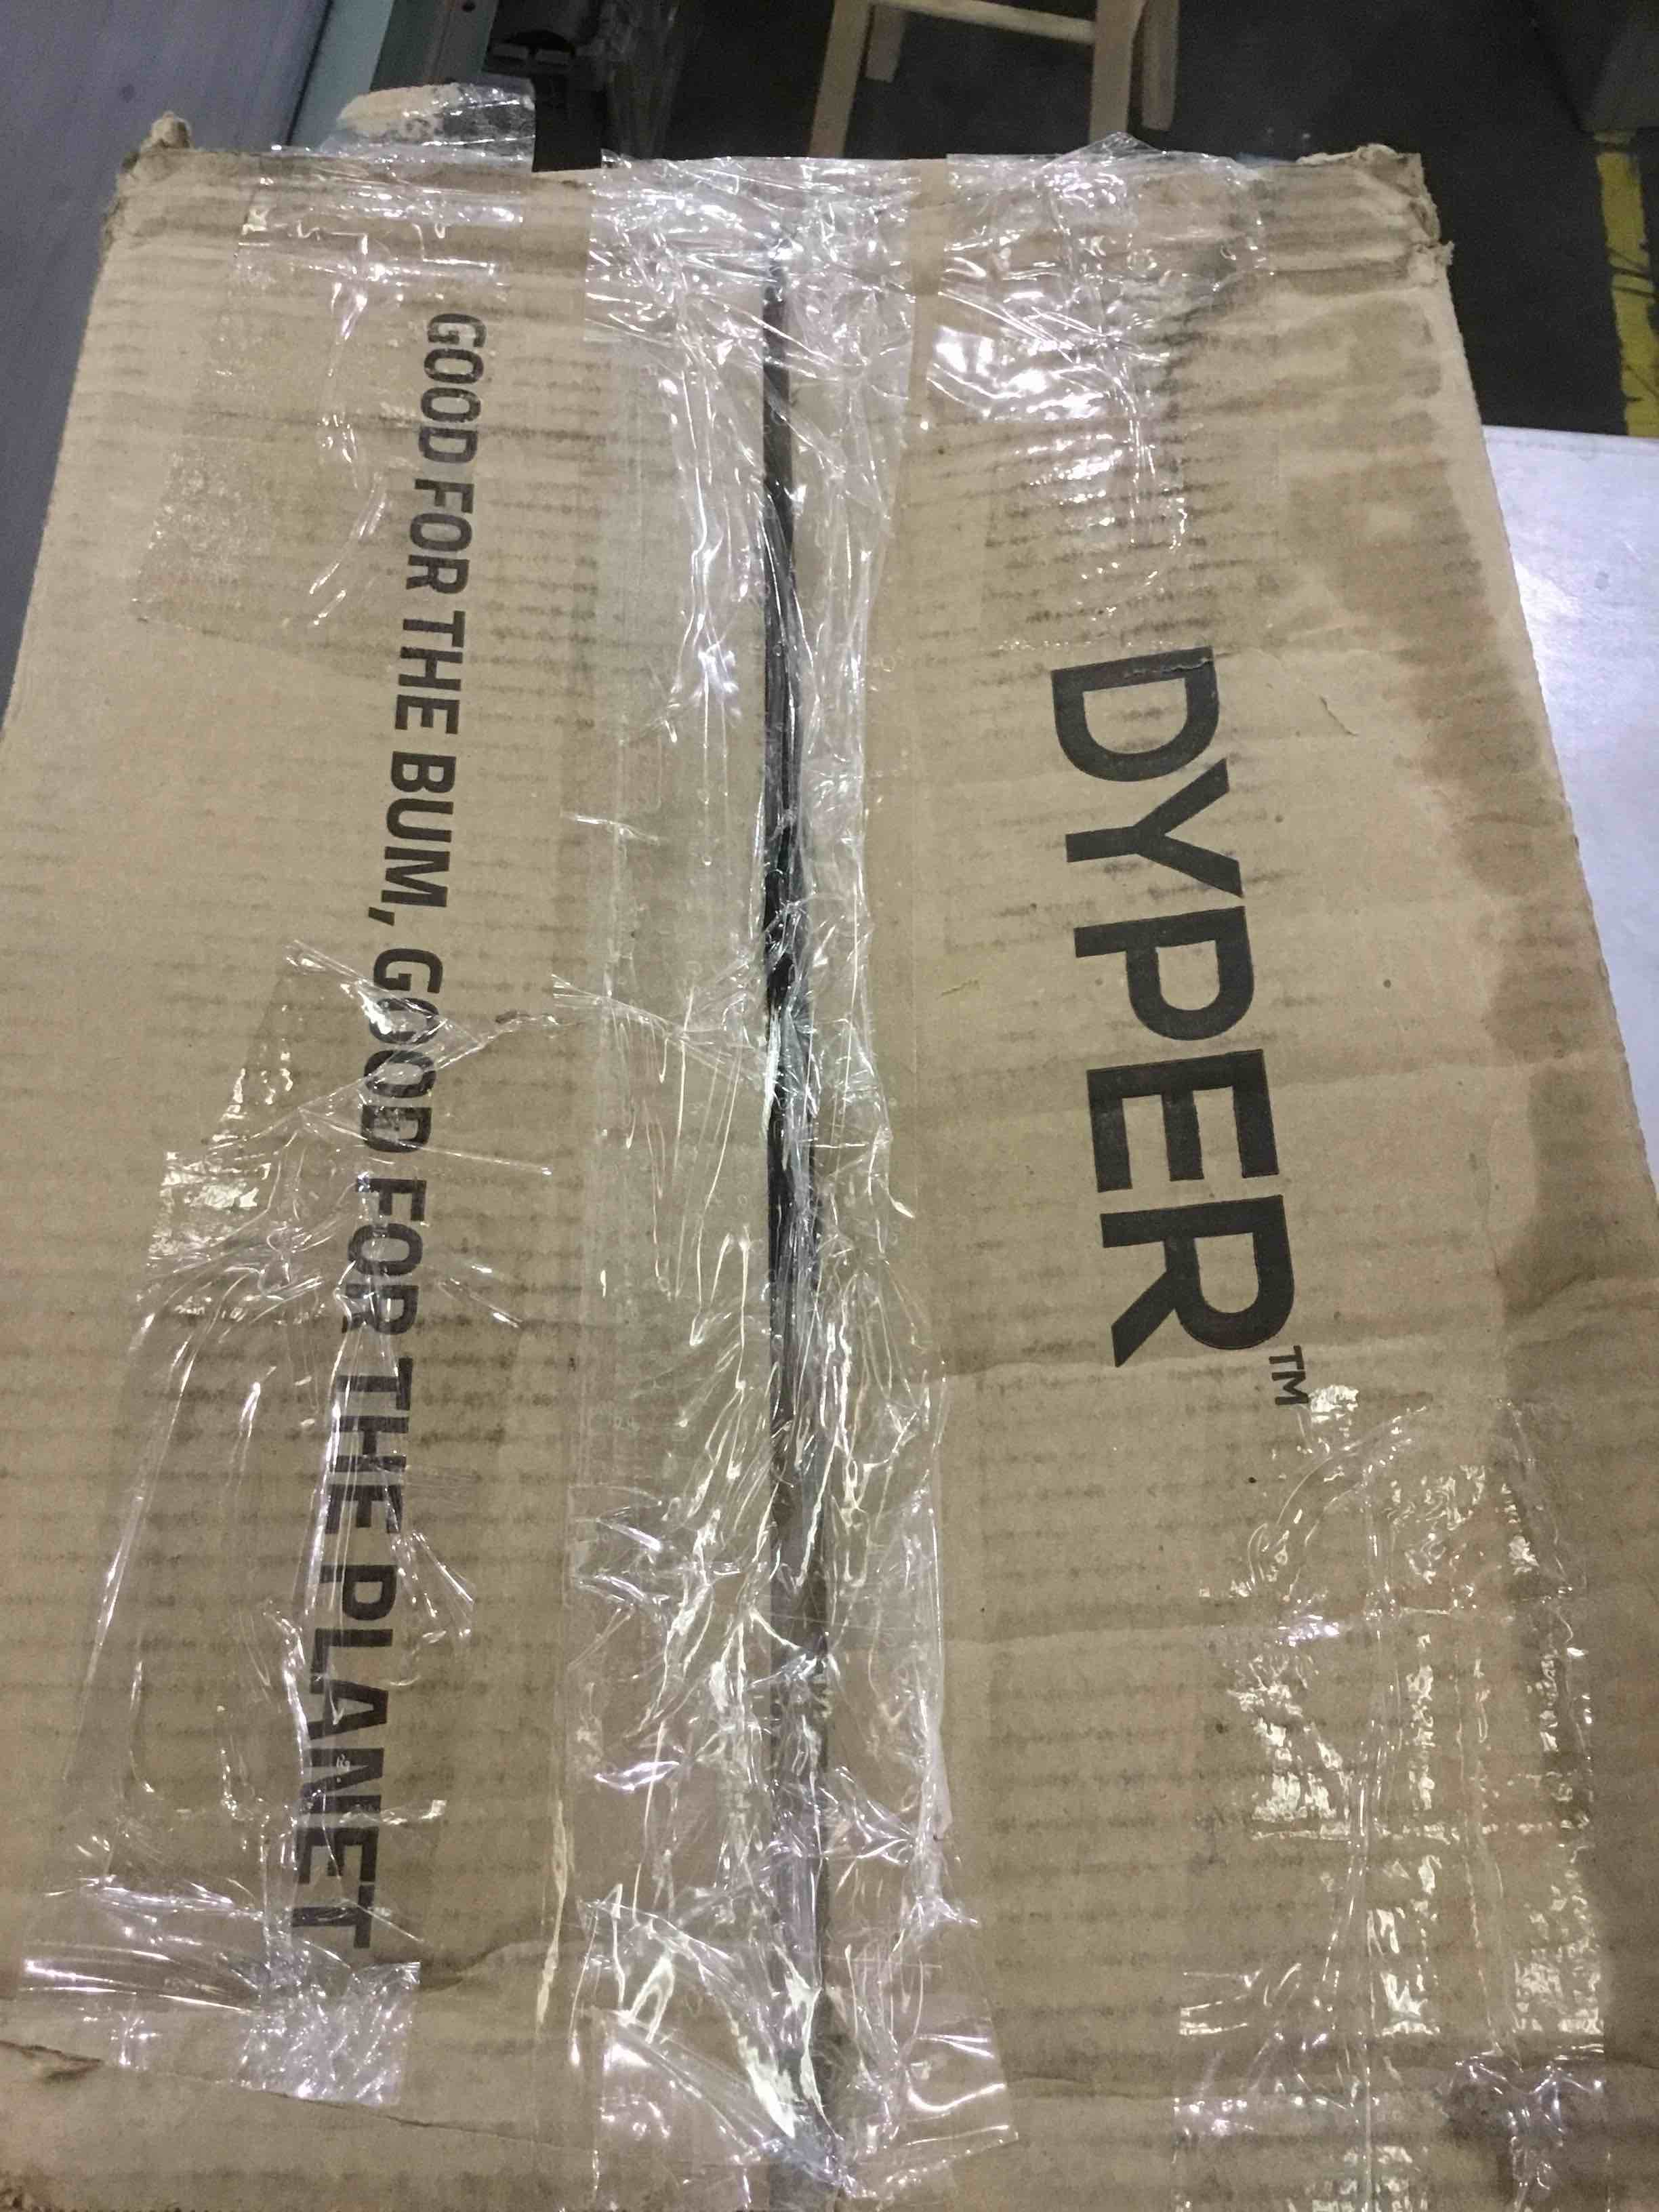 DYPER™
GOOD FOR THE BUM, GOOD FOR THE PLANET